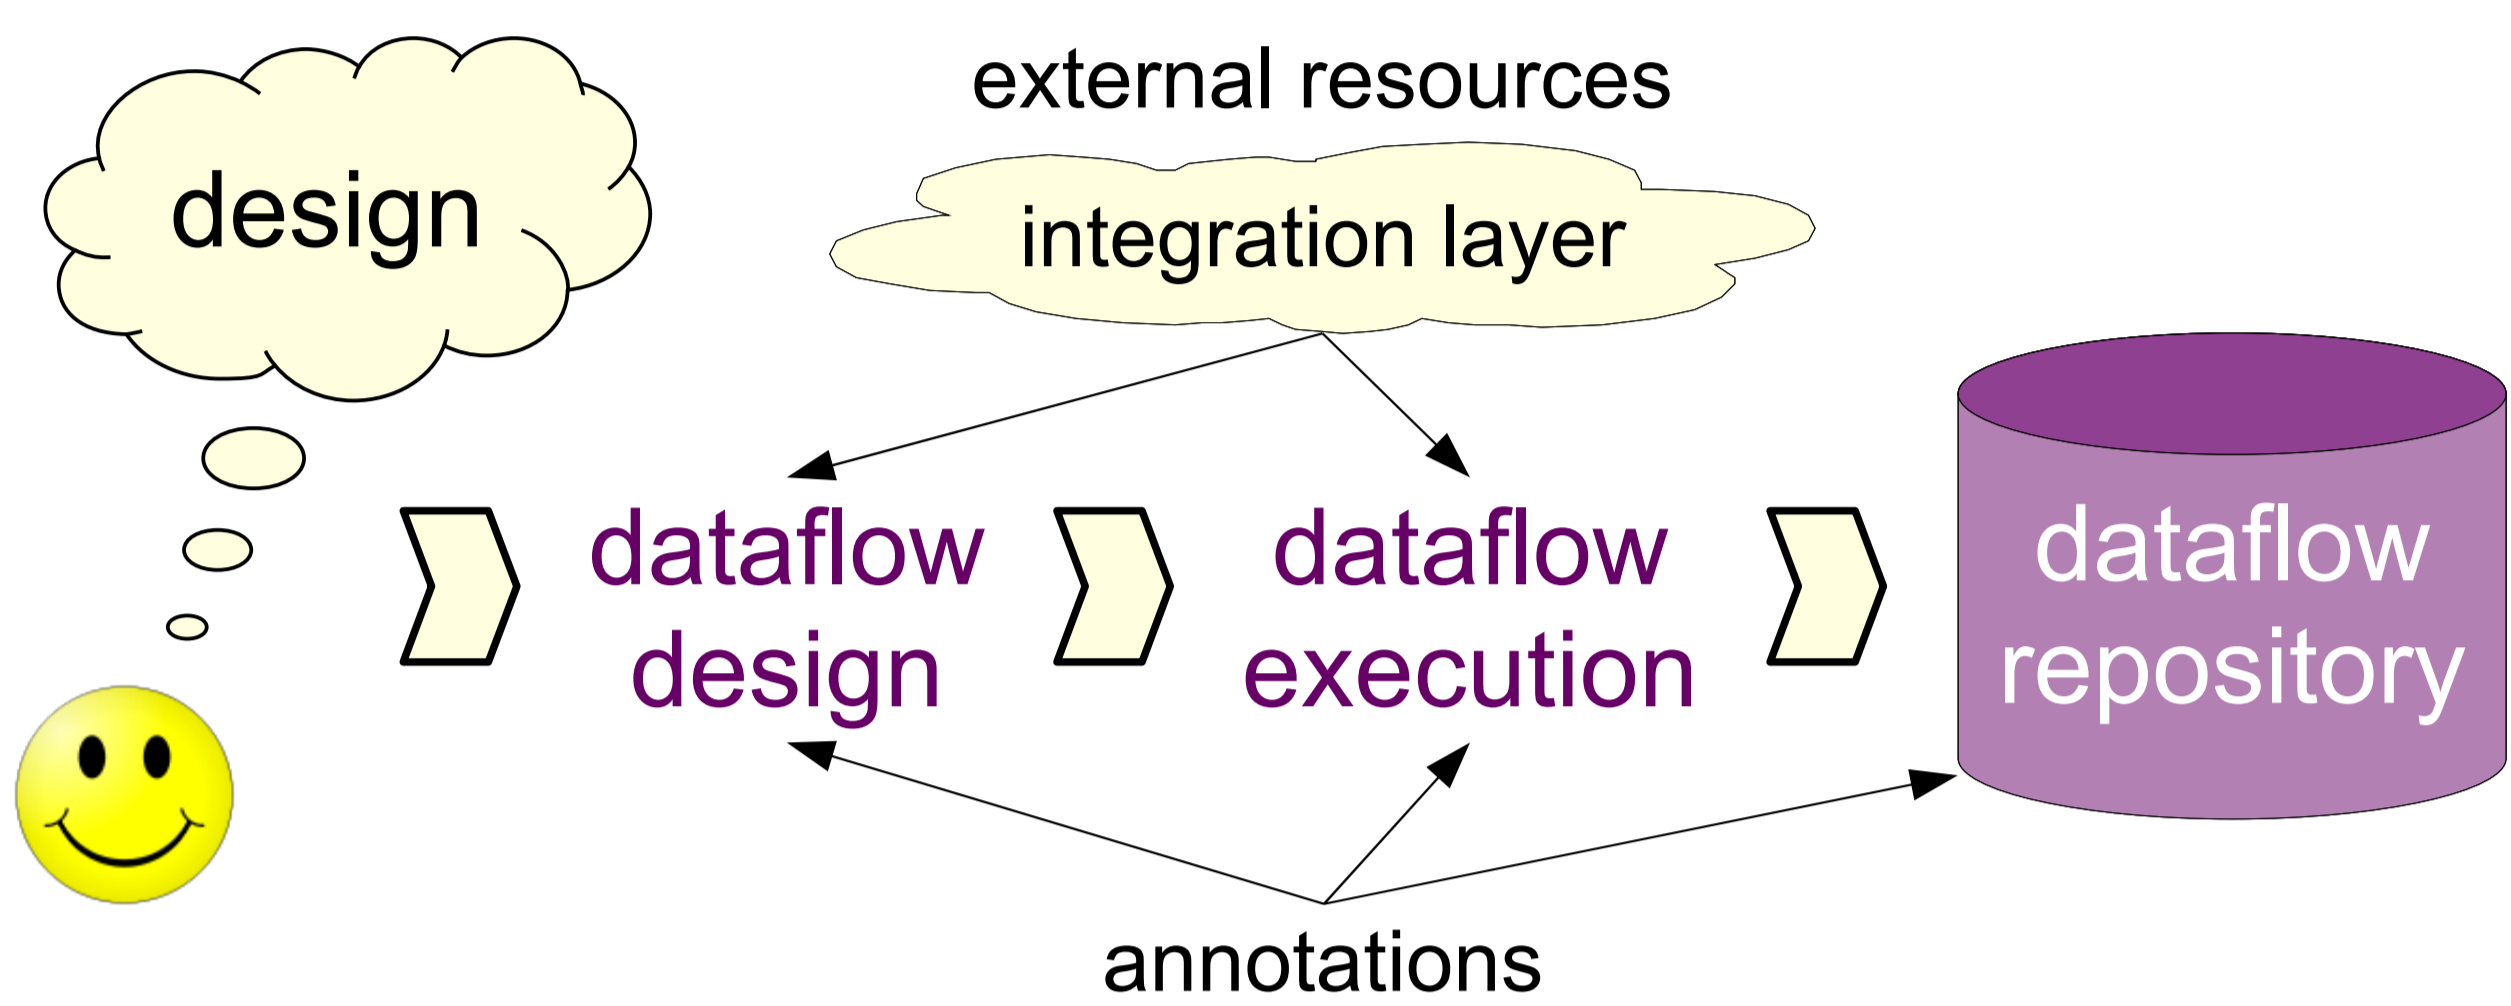 design
external resources
integration layer
dataflow
design
dataflow
execution
dataflow
repository
annotations